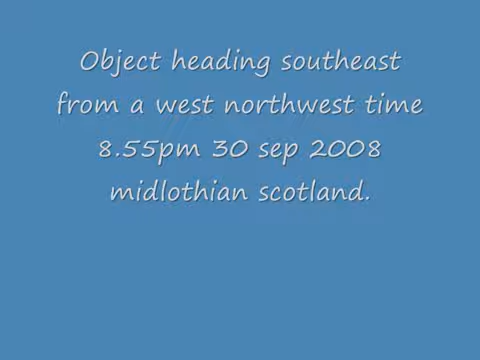 Object heading southeast
from a west northwest time
8.55pm 30 sep 2008
midlothian scotland.